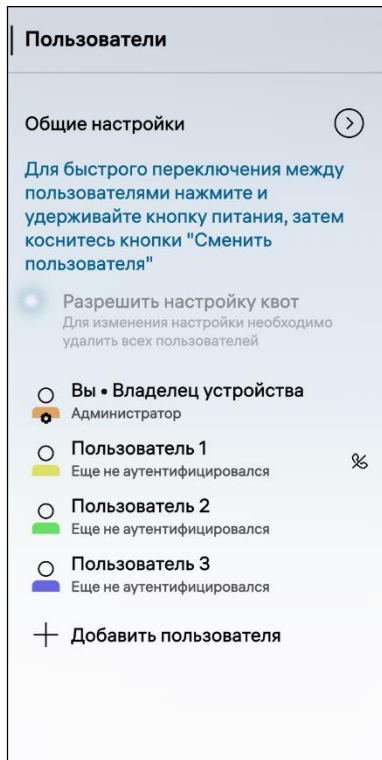 Пользователи
Общие настройки
Для быстрого переключения между
пользователями нажмите и
удерживайте кнопку питания, затем
коснитесь кнопки "Сменить
пользователя"
Разрешить настройку квот
Для изменения настройки необходимо
удалить всех пользователей
Вы • Владелец устройства
Администратор
Пользователь 1
Еще не аутентифицировался
Пользователь 2
Еще не аутентифицировался
Пользователь 3
Еще не аутентифицировался
Добавить пользователя